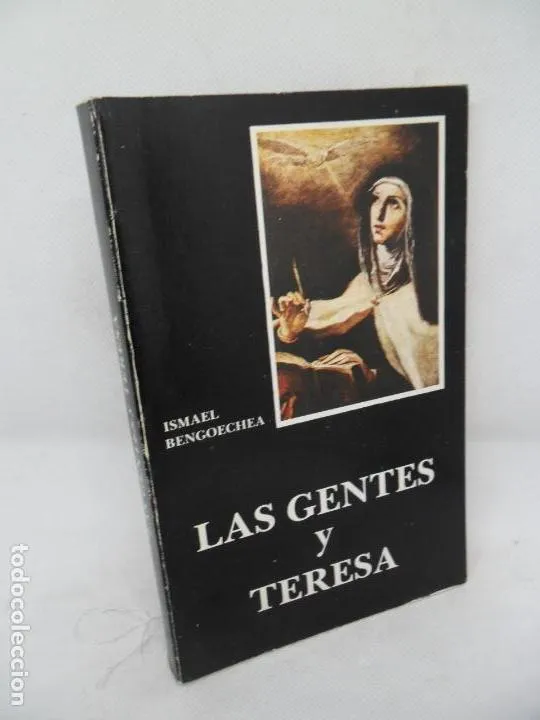 ISMAEL
BENGOECHEA
LAS GENTES
y
TERESA
todocoleccion